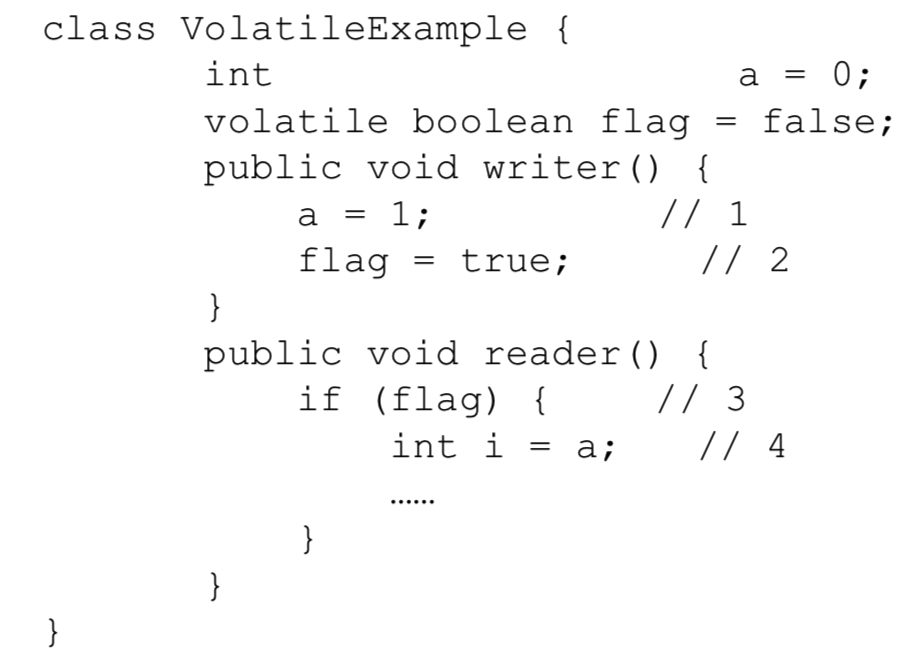 class VolatileExample {
int a = 0;
volatile boolean flag = false;
public void writer() {
a = 1; // 1
flag = true; // 2
}
public void reader() {
if (flag) { // 3
int i = a; // 4
……
}
}
}